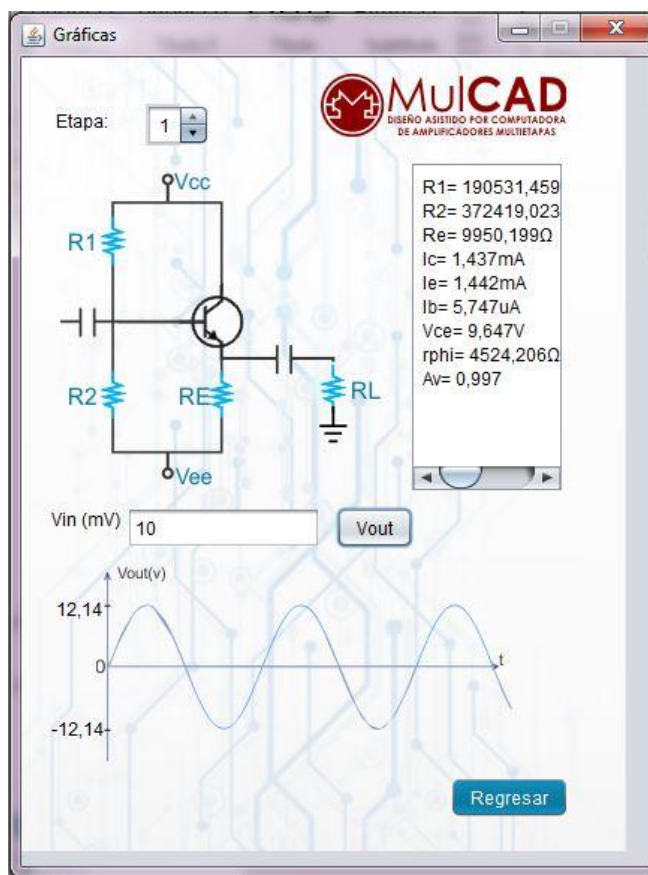 Gráficas
Etapa:
1
MulCAD
DISEÑO ASISTIDO POR COMPUTADORA
DE AMPLIFICADORES MULTIETAPAS
Vcc
R1
R2
RE
RL
Vee
R1= 190531,459
R2= 372419,023
Re= 9950,199Ω
Ic= 1,437mA
Ie= 1,442mA
Ib= 5,747uA
Vce= 9,647V
rphi= 4524,206Ω
Av= 0,997
Vin (mV)
10
Vout
Vout(v)
12,14
0
t
-12,14
Regresar